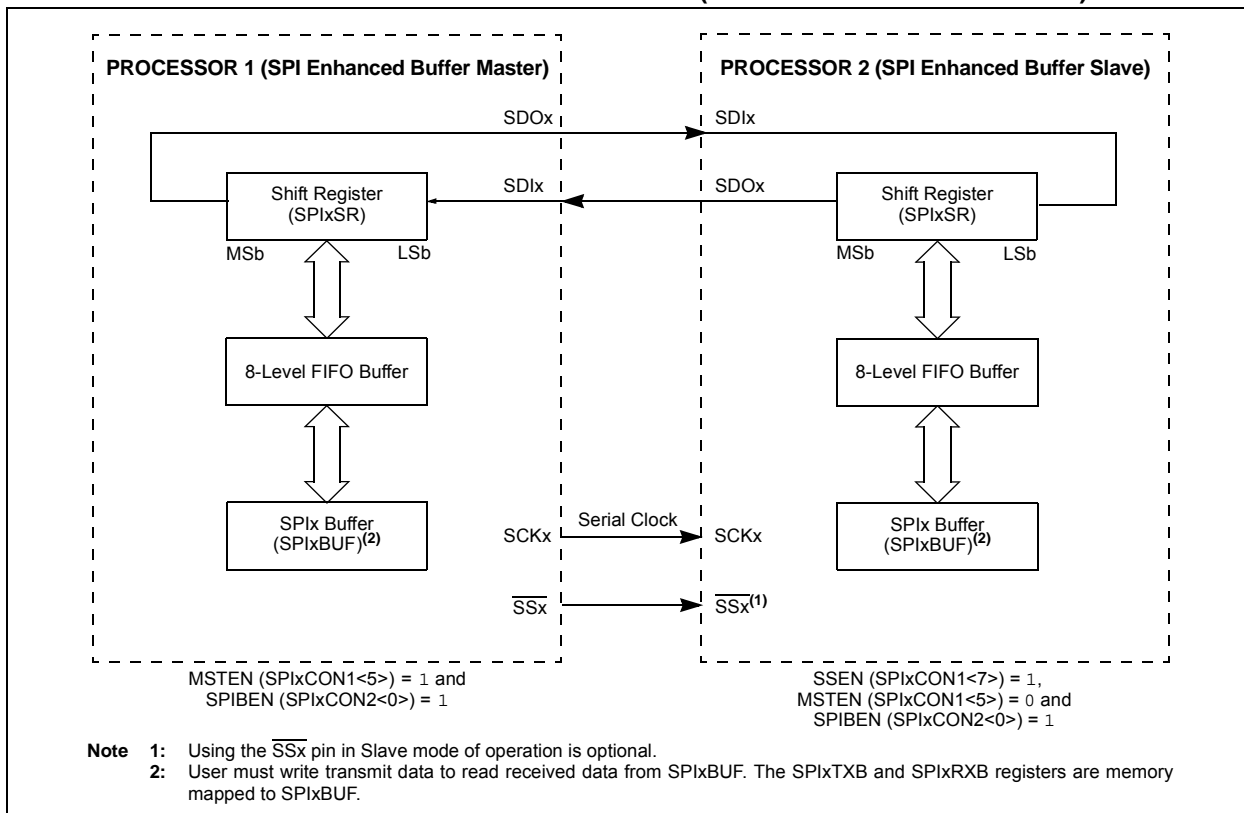 PROCESSOR 1 (SPI Enhanced Buffer Master)
PROCESSOR 2 (SPI Enhanced Buffer Slave)
SDOx
SDIx
SDIx
SDOx
Shift Register
(SPIxSR)
MSb
LSb
Shift Register
(SPIxSR)
MSb
LSb
8-Level FIFO Buffer
8-Level FIFO Buffer
SPIx Buffer
(SPIxBUF)(2)
SCKx
Serial Clock
SCKx
SPIx Buffer
(SPIxBUF)(2)
SSx
SSx(1)
MSTEN (SPIxCON1<5>) = 1 and
SPIBEN (SPIxCON2<0>) = 1
SSEN (SPIxCON1<7>) = 1,
MSTEN (SPIxCON1<5>) = 0 and
SPIBEN (SPIxCON2<0>) = 1
Note 1: Using the SSx pin in Slave mode of operation is optional.
2: User must write transmit data to read received data from SPIxBUF. The SPIxTXB and SPIxRXB registers are memory
mapped to SPIxBUF.